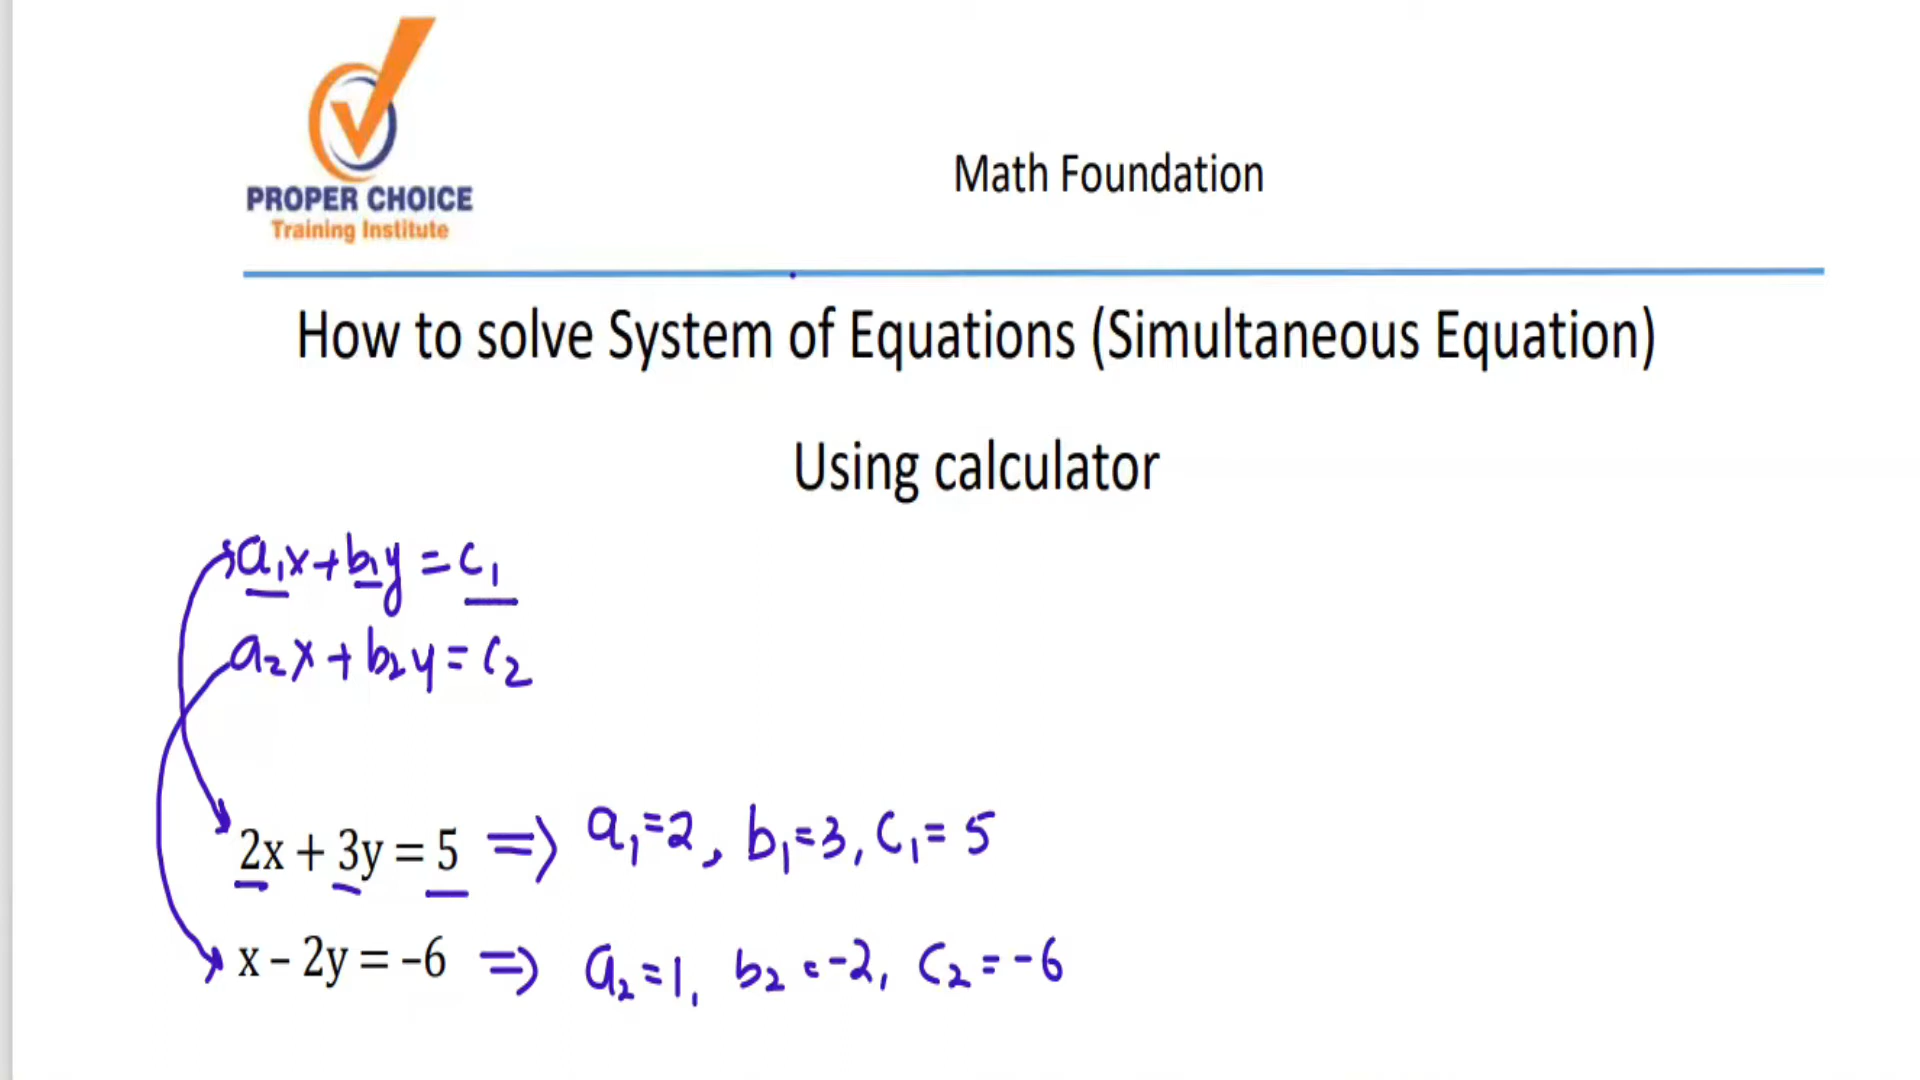 PROPER CHOICE
Training Institute
Math Foundation
How to solve System of Equations (Simultaneous Equation)
Using calculator
a₁x+b₁y=c₁
a₂x+b₂y=c₂
2x + 3y = 5 => a₁=2, b₁=3, c₁=5
x – 2y = –6 => a₂=1, b₂=-2, c₂=-6